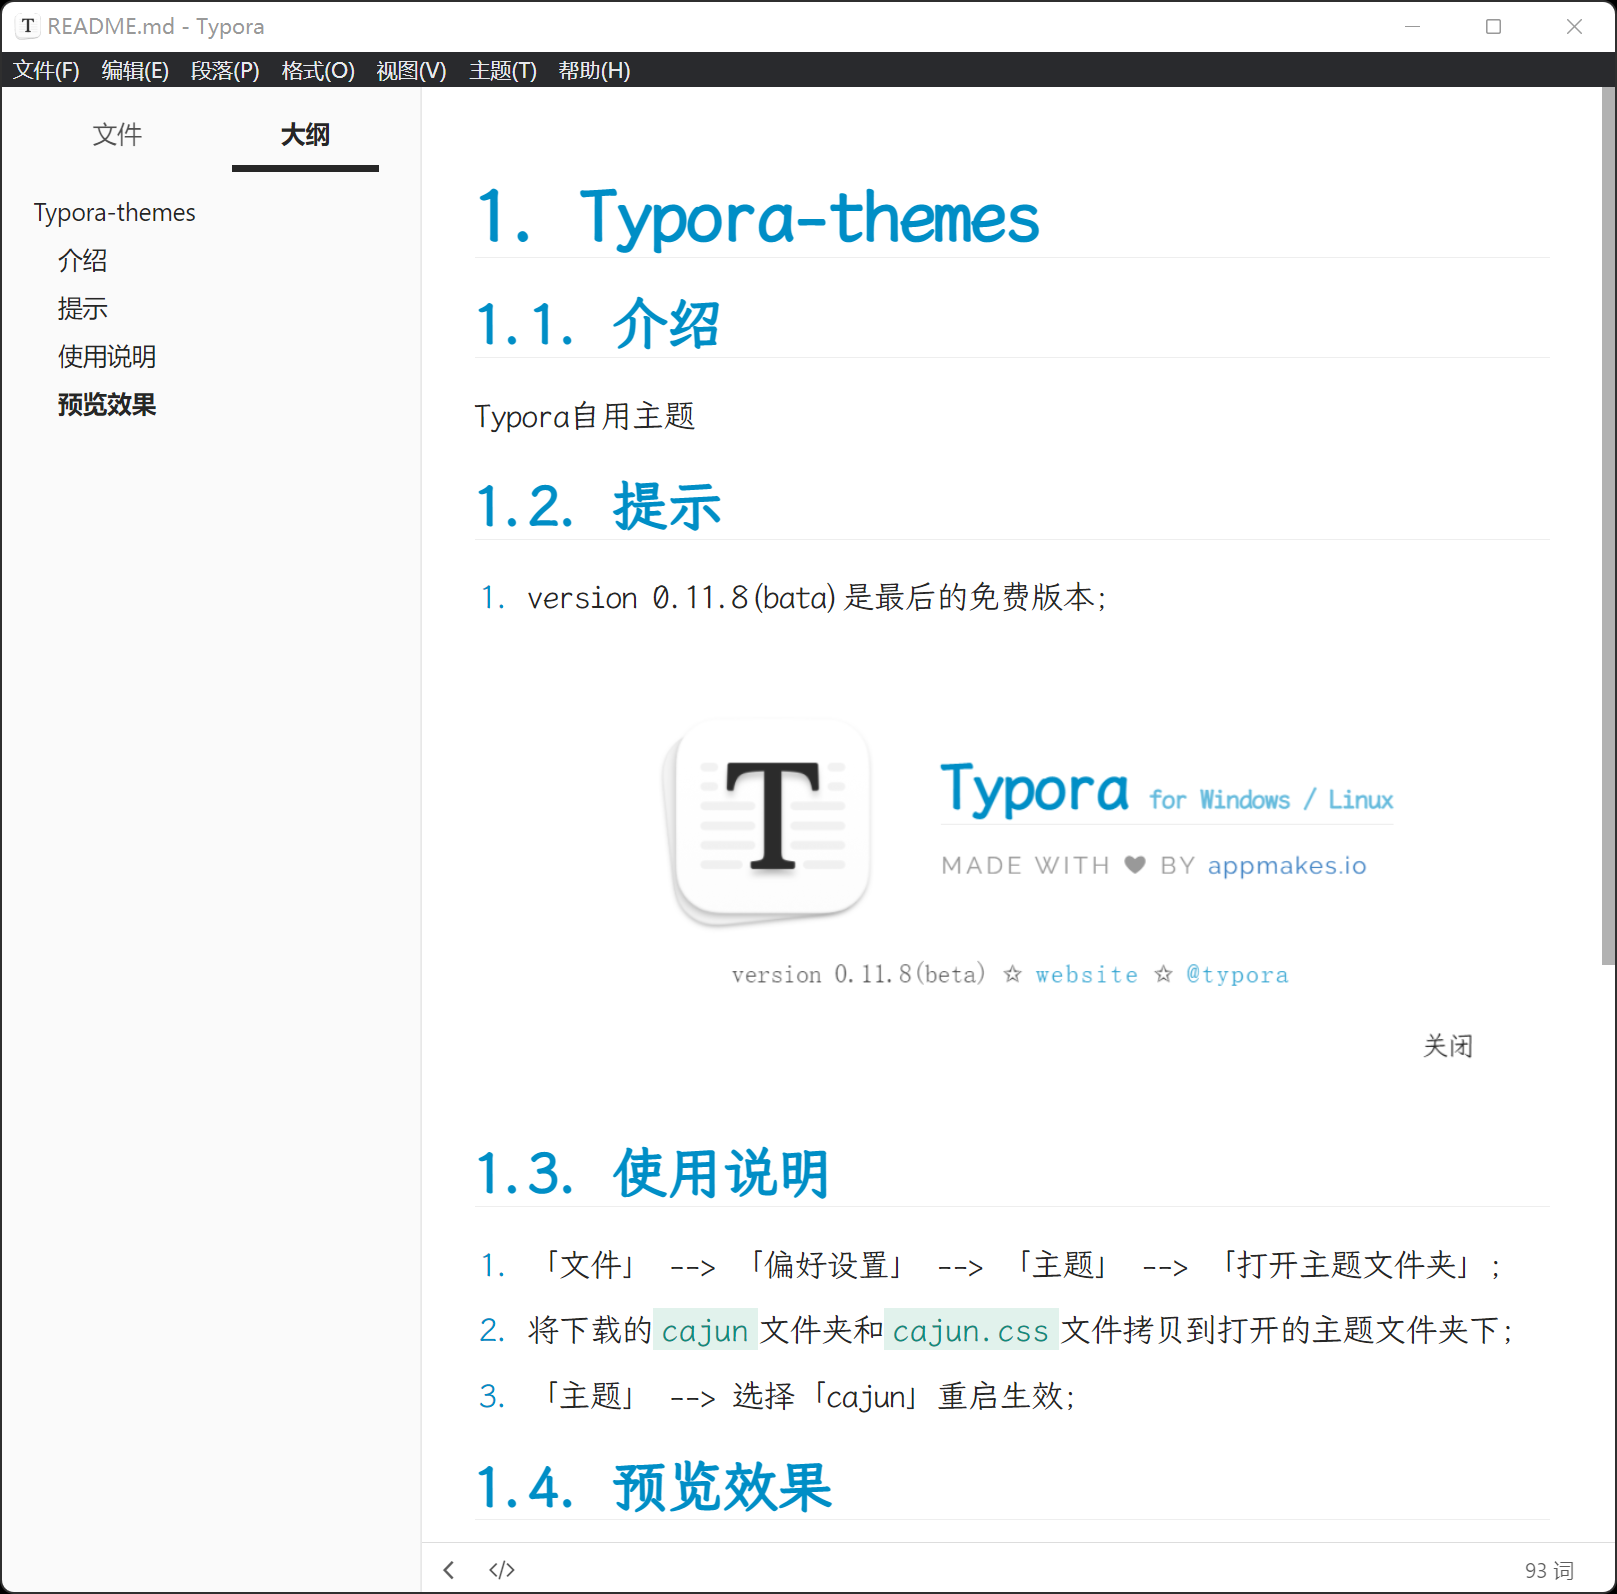 README.md - Typora
文件(F) 编辑(E) 段落(P) 格式(O) 视图(V) 主题(T) 帮助(H)
文件 大纲
Typora-themes
介绍
提示
使用说明
预览效果
1. Typora-themes
1.1. 介绍
Typora自用主题
1.2. 提示
1. version 0.11.8(bata)是最后的免费版本;
T
Typora for Windows / Linux
MADE WITH ♥ BY appmakes.io
version 0.11.8(beta) ☆ website ☆ @typora
关闭
1.3. 使用说明
1. 「文件」 --> 「偏好设置」 --> 「主题」 --> 「打开主题文件夹」;
2. 将下载的cajun文件夹和cajun.css文件拷贝到打开的主题文件夹下;
3. 「主题」 --> 选择「cajun」重启生效;
1.4. 预览效果
93 词